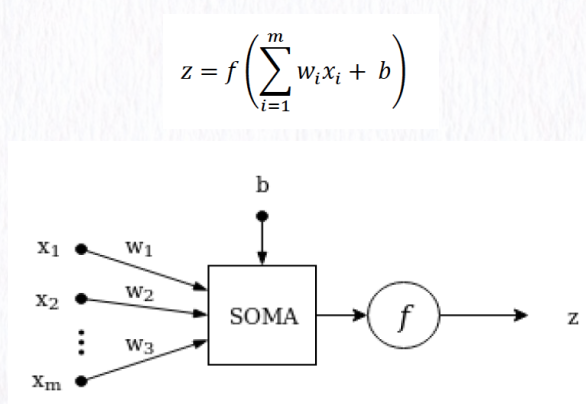 z = f(∑_{i=1}^{m} w_i x_i + b)
b
x₁ w₁
x₂ w₂
SOMA f z
⋮ w₃
xₘ